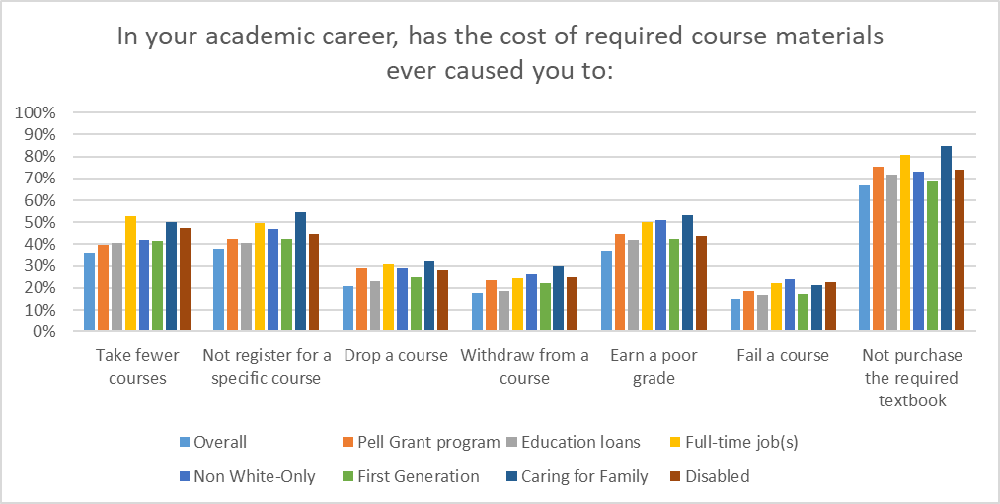 In your academic career, has the cost of required course materials
ever caused you to:
100%
90%
80%
70%
60%
50%
40%
30%
20%
10%
0%
Take fewer
courses
Not register for a
specific course
Drop a course
Withdraw from a
course
Earn a poor
grade
Fail a course
Not purchase
the required
textbook
Overall
Pell Grant program
Education loans
Full-time job(s)
Non White-Only
First Generation
Caring for Family
Disabled